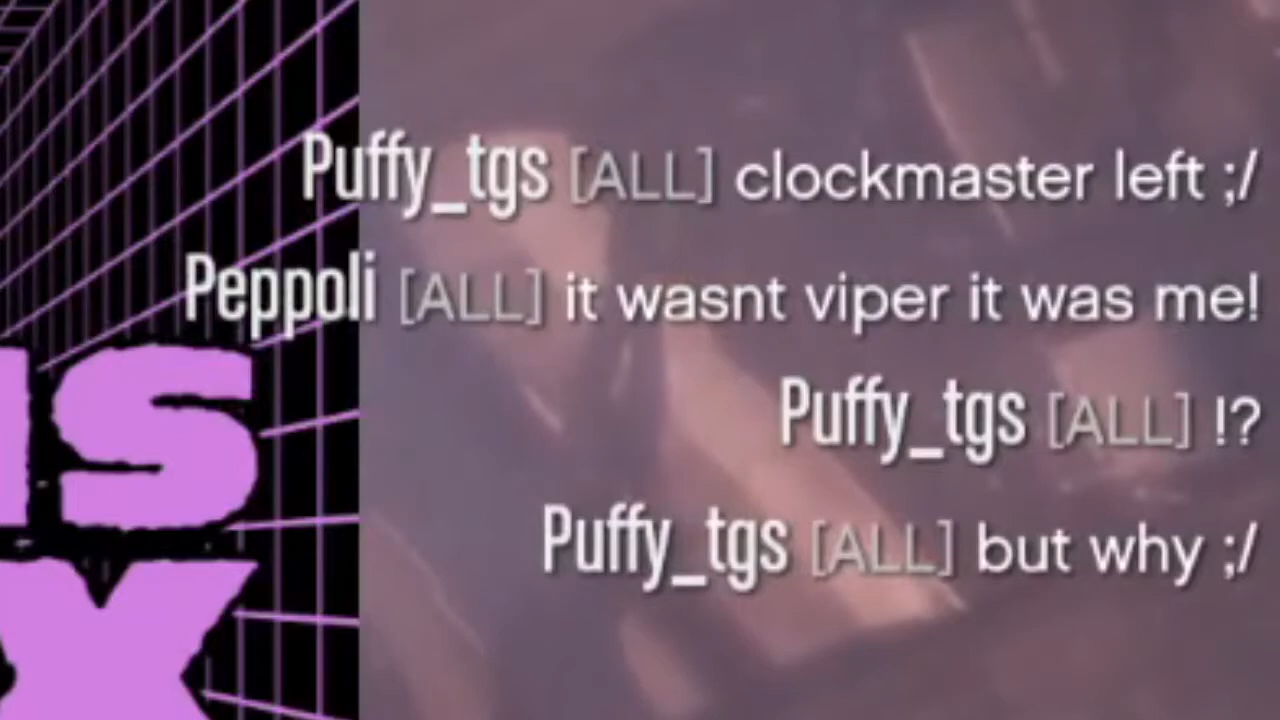 Puffy_tgs [ALL] clockmaster left ;/
Peppoli [ALL] it wasnt viper it was me!
Puffy_tgs [ALL] !?
Puffy_tgs [ALL] but why ;/